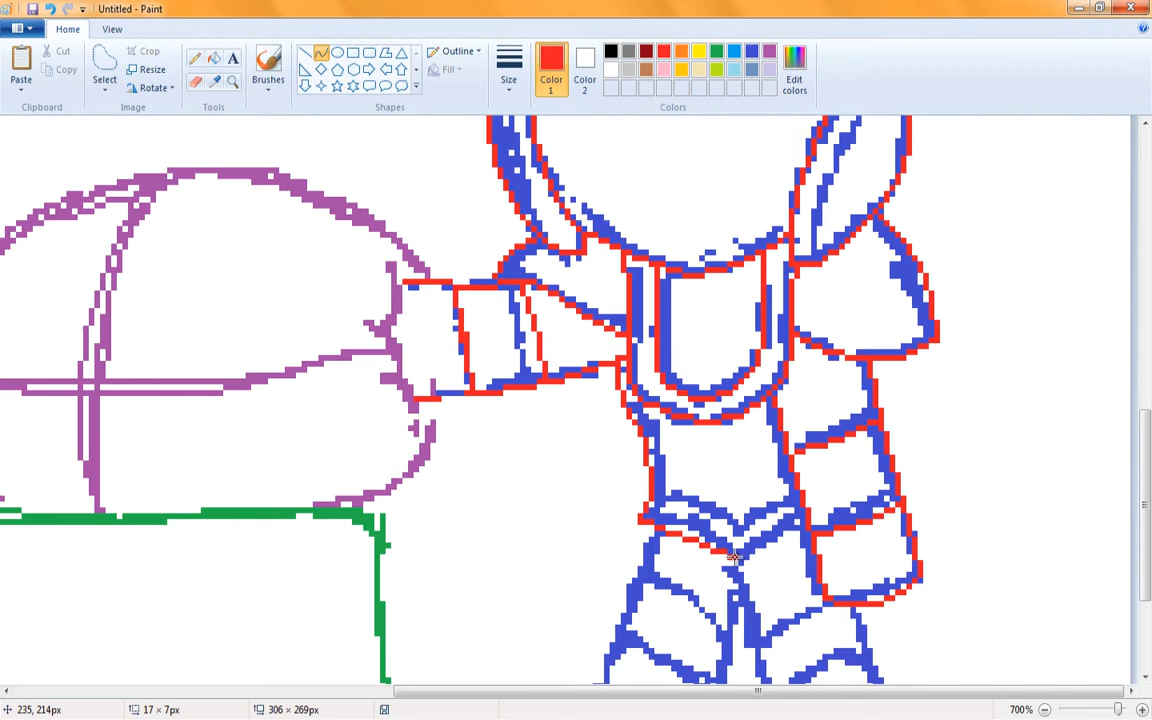 Untitled - Paint
Home View
Paste
Cut
Copy
Clipboard
Select
Crop
Resize
Rotate
Image
A
Tools
Brushes
Outline
Fill
Shapes
Size
Color 1
Color 2
Edit colors
Colors
235, 214px
17 × 7px
306 × 269px
700%